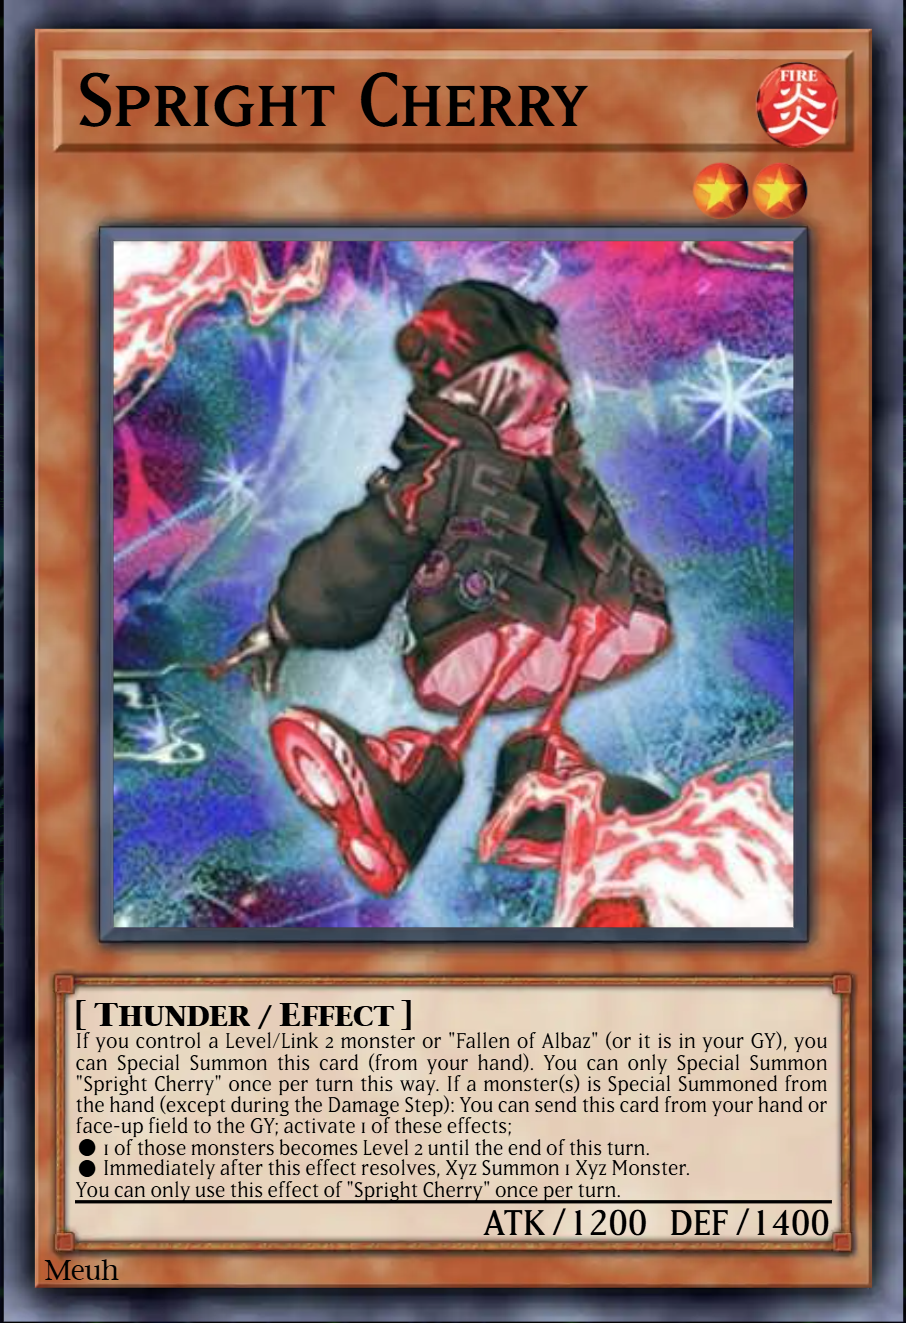 Spright Cherry
FIRE
炎
[ Thunder / Effect ]
If you control a Level/Link 2 monster or "Fallen of Albaz" (or it is in your GY), you
can Special Summon this card (from your hand). You can only Special Summon
"Spright Cherry" once per turn this way. If a monster(s) is Special Summoned from
the hand (except during the Damage Step): You can send this card from your hand or
face-up field to the GY; activate 1 of these effects;
● 1 of those monsters becomes Level 2 until the end of this turn.
● Immediately after this effect resolves, Xyz Summon 1 Xyz Monster.
You can only use this effect of "Spright Cherry" once per turn.
ATK/1200 DEF/1400
Meuh